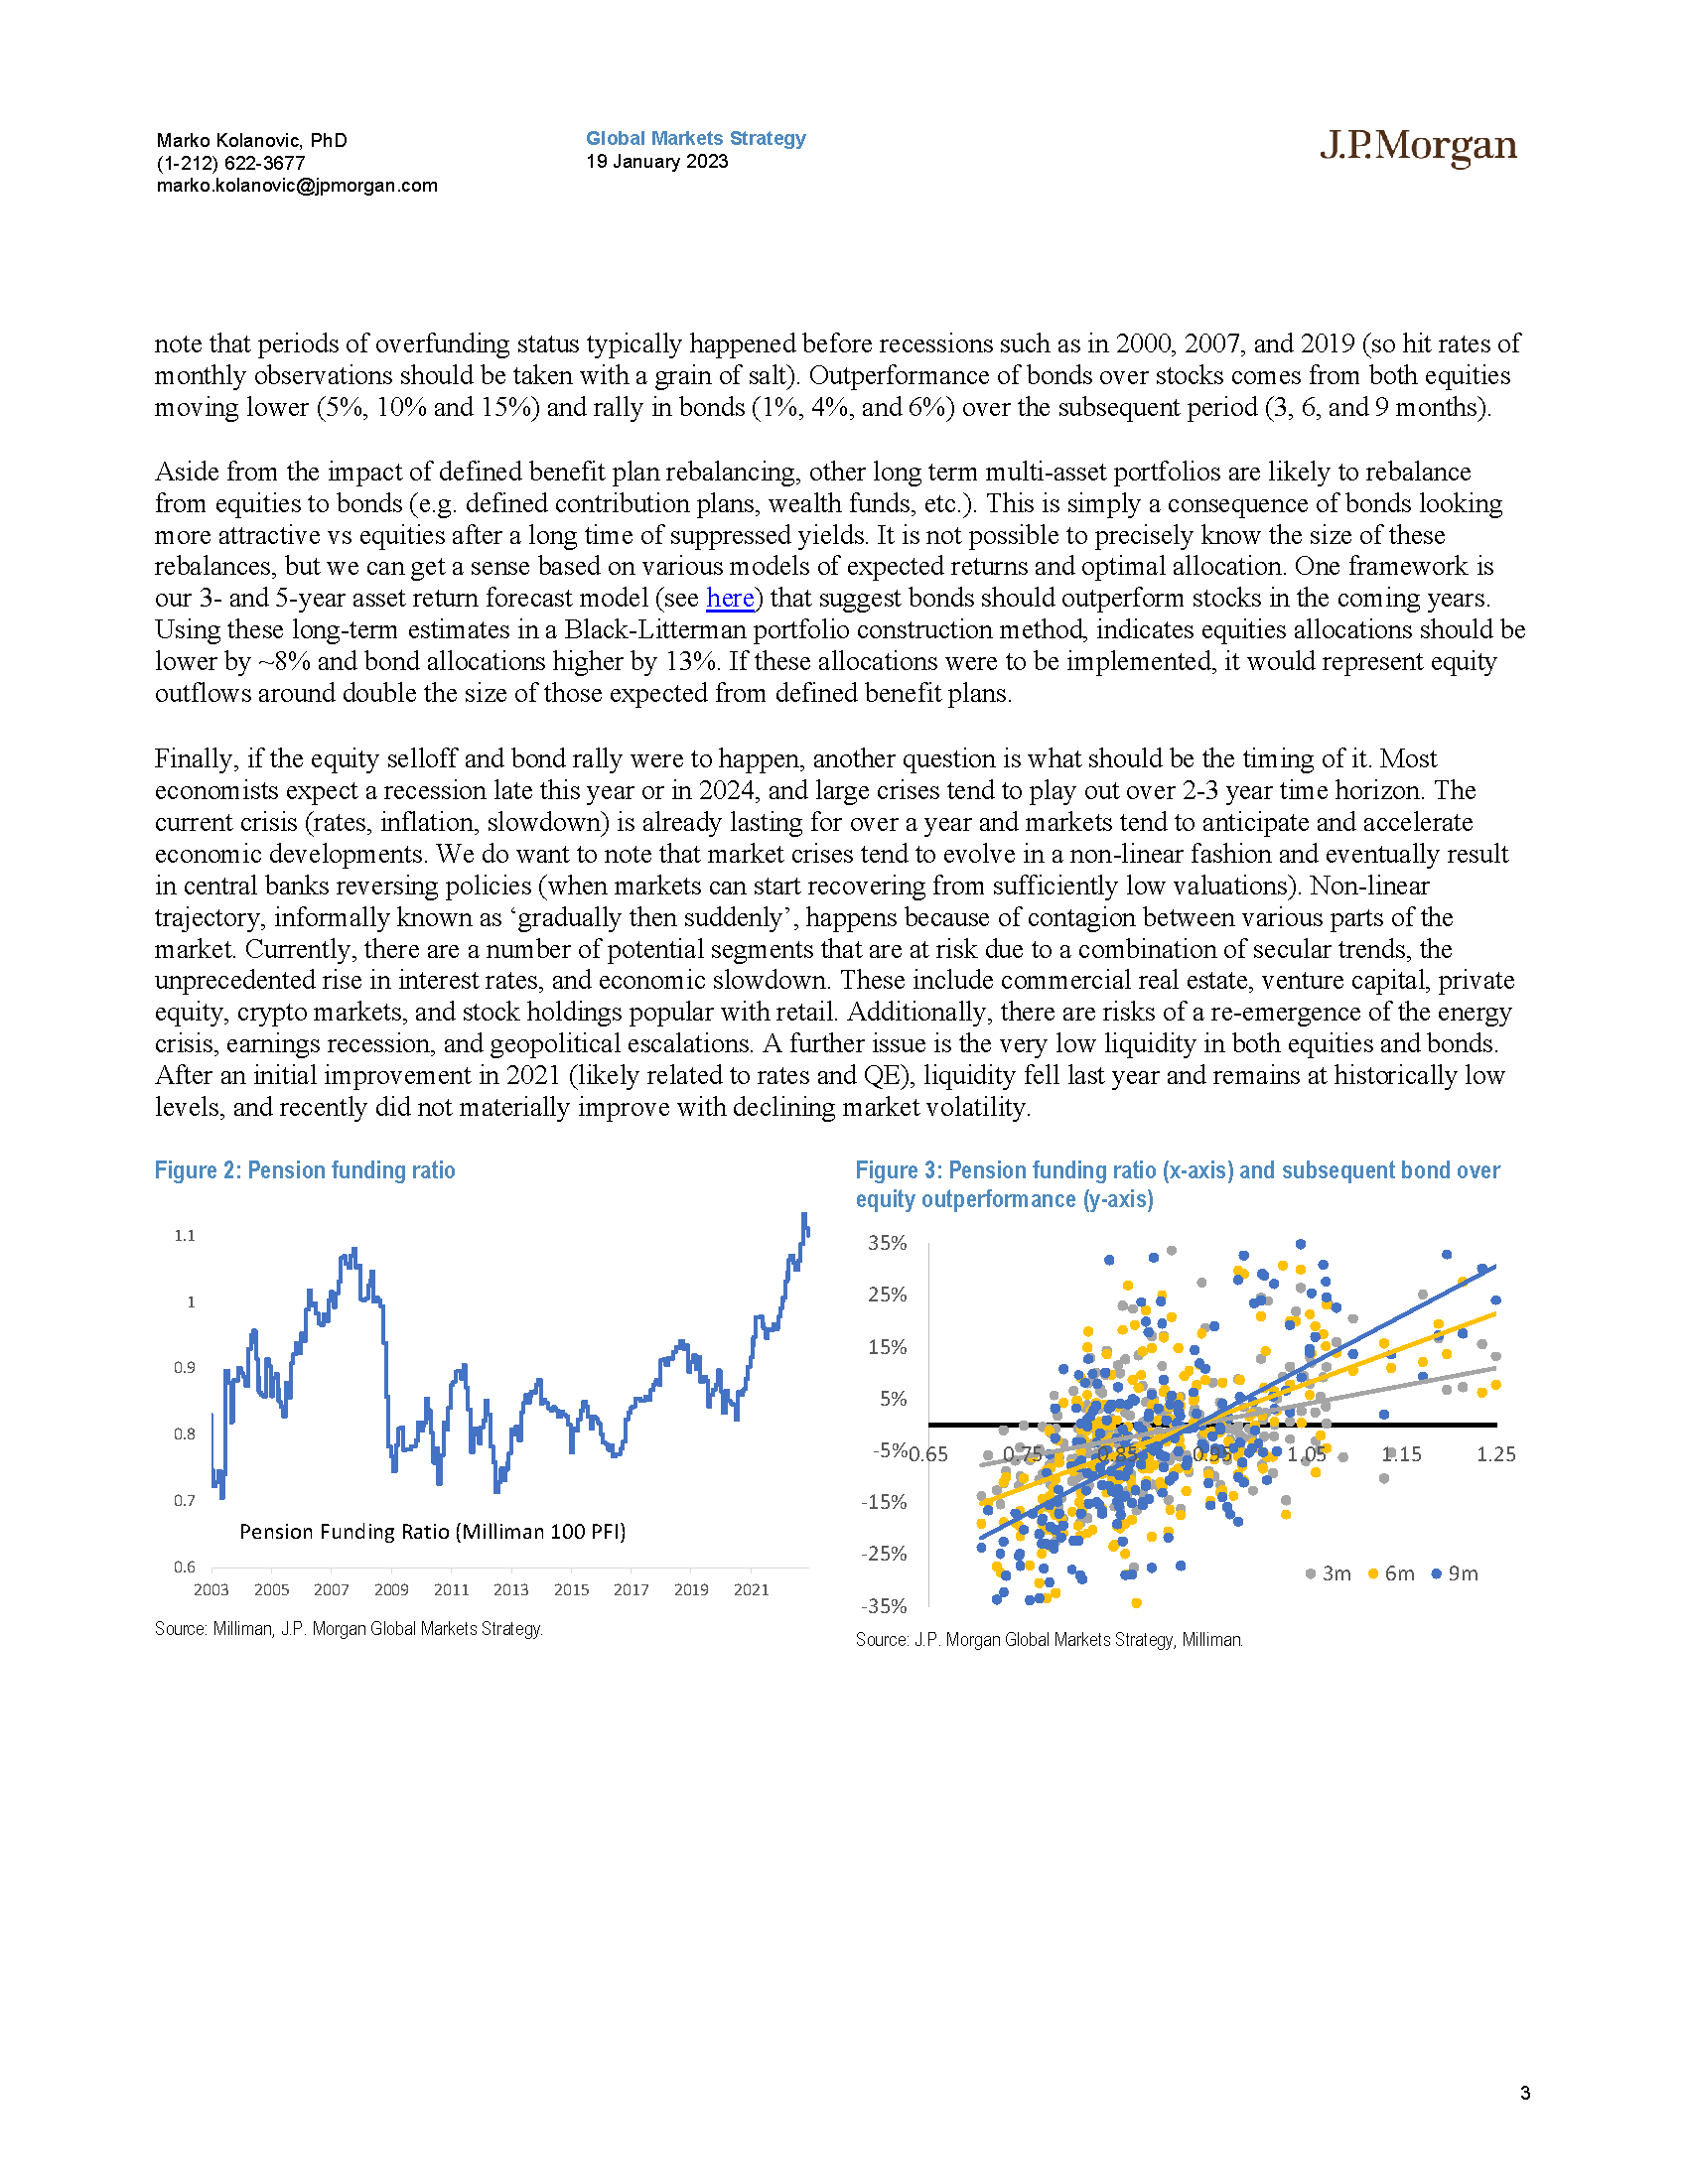 Marko Kolanovic, PhD
(1-212) 622-3677
marko.kolanovic@jpmorgan.com
Global Markets Strategy
19 January 2023
J.P.Morgan
note that periods of overfunding status typically happened before recessions such as in 2000, 2007, and 2019 (so hit rates of
monthly observations should be taken with a grain of salt). Outperformance of bonds over stocks comes from both equities
moving lower (5%, 10% and 15%) and rally in bonds (1%, 4%, and 6%) over the subsequent period (3, 6, and 9 months).
Aside from the impact of defined benefit plan rebalancing, other long term multi-asset portfolios are likely to rebalance
from equities to bonds (e.g. defined contribution plans, wealth funds, etc.). This is simply a consequence of bonds looking
more attractive vs equities after a long time of suppressed yields. It is not possible to precisely know the size of these
rebalances, but we can get a sense based on various models of expected returns and optimal allocation. One framework is
our 3- and 5-year asset return forecast model (see here) that suggest bonds should outperform stocks in the coming years.
Using these long-term estimates in a Black-Litterman portfolio construction method, indicates equities allocations should be
lower by ~8% and bond allocations higher by 13%. If these allocations were to be implemented, it would represent equity
outflows around double the size of those expected from defined benefit plans.
Finally, if the equity selloff and bond rally were to happen, another question is what should be the timing of it. Most
economists expect a recession late this year or in 2024, and large crises tend to play out over 2-3 year time horizon. The
current crisis (rates, inflation, slowdown) is already lasting for over a year and markets tend to anticipate and accelerate
economic developments. We do want to note that market crises tend to evolve in a non-linear fashion and eventually result
in central banks reversing policies (when markets can start recovering from sufficiently low valuations). Non-linear
trajectory, informally known as ‘gradually then suddenly’, happens because of contagion between various parts of the
market. Currently, there are a number of potential segments that are at risk due to a combination of secular trends, the
unprecedented rise in interest rates, and economic slowdown. These include commercial real estate, venture capital, private
equity, crypto markets, and stock holdings popular with retail. Additionally, there are risks of a re-emergence of the energy
crisis, earnings recession, and geopolitical escalations. A further issue is the very low liquidity in both equities and bonds.
After an initial improvement in 2021 (likely related to rates and QE), liquidity fell last year and remains at historically low
levels, and recently did not materially improve with declining market volatility.
Figure 2: Pension funding ratio
1.1
1
0.9
0.8
0.7
0.6
Pension Funding Ratio (Milliman 100 PFI)
2003 2005 2007 2009 2011 2013 2015 2017 2019 2021
Source: Milliman, J.P. Morgan Global Markets Strategy.
Figure 3: Pension funding ratio (x-axis) and subsequent bond over
equity outperformance (y-axis)
35%
25%
15%
5%
-5%
-15%
-25%
-35%
0.65 0.75 0.85 0.95 1.05 1.15 1.25
3m 6m 9m
Source: J.P. Morgan Global Markets Strategy, Milliman.
3